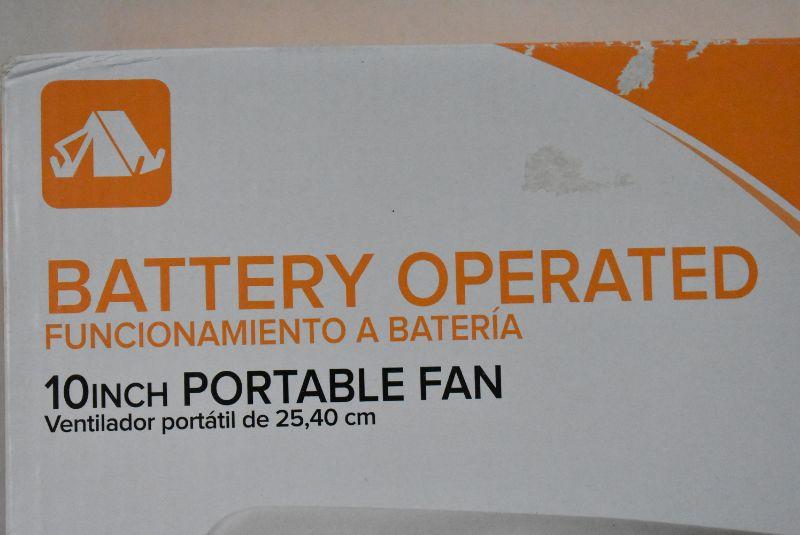 BATTERY OPERATED
FUNCIONAMIENTO A BATERÍA
10INCH PORTABLE FAN
Ventilador portátil de 25,40 cm